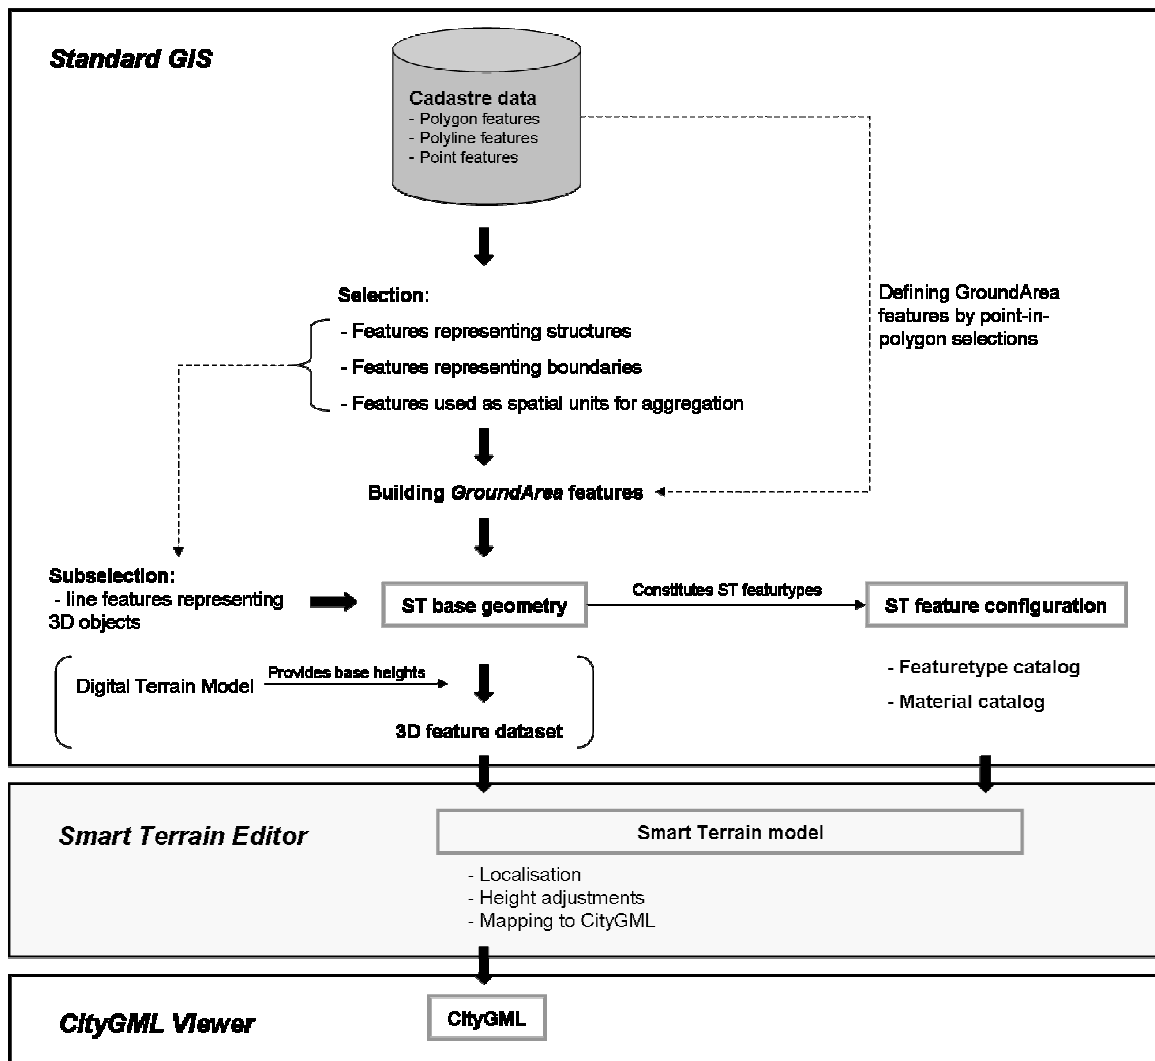 Standard GIS
Cadastre data
- Polygon features
- Polyline features
- Point features
Selection:
- Features representing structures
- Features representing boundaries
- Features used as spatial units for aggregation
Defining GroundArea
features by point-in-
polygon selections
Building GroundArea features
Subselection:
- line features representing
3D objects
ST base geometry
Constitutes ST featurtypes
ST feature configuration
- Featuretype catalog
- Material catalog
Digital Terrain Model
Provides base heights
3D feature dataset
Smart Terrain Editor
Smart Terrain model
- Localisation
- Height adjustments
- Mapping to CityGML
CityGML Viewer
CityGML